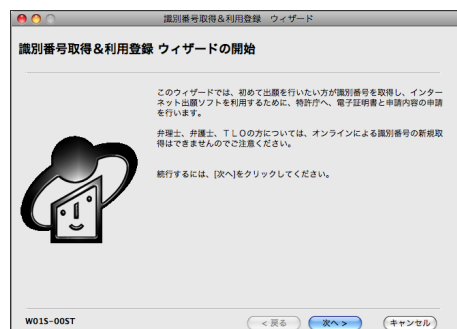 識別番号取得&利用登録　ウィザード
識別番号取得&利用登録 ウィザードの開始
このウィザードでは、初めて出願を行いたい方が識別番号を取得し、インター
ネット出願ソフトを利用するために、特許庁へ、電子証明書と申請内容の申請
を行います。
弁理士、弁護士、ＴＬＯの方については、オンラインによる識別番号の新規取
得はできませんのでご注意ください。
続行するには、[次へ]をクリックしてください。
W01S-00ST
< 戻る
次へ >
キャンセル